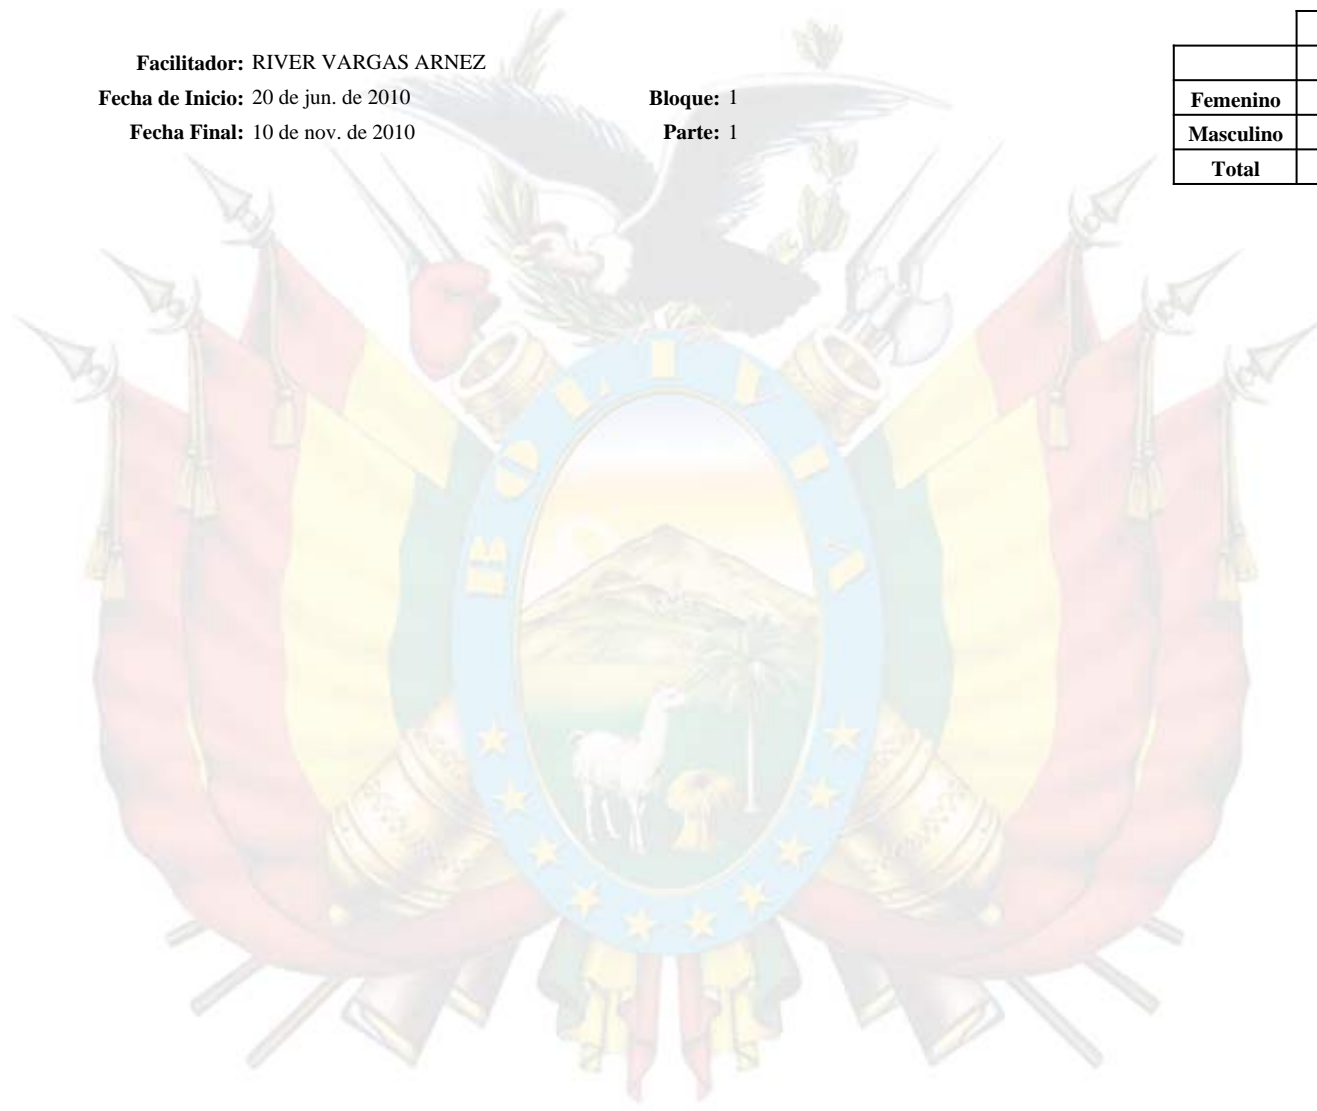 Facilitador: RIVER VARGAS ARNEZ
Fecha de Inicio: 20 de jun. de 2010 Bloque: 1
Fecha Final: 10 de nov. de 2010 Parte: 1
Femenino
Masculino
Total
BOLIVIA